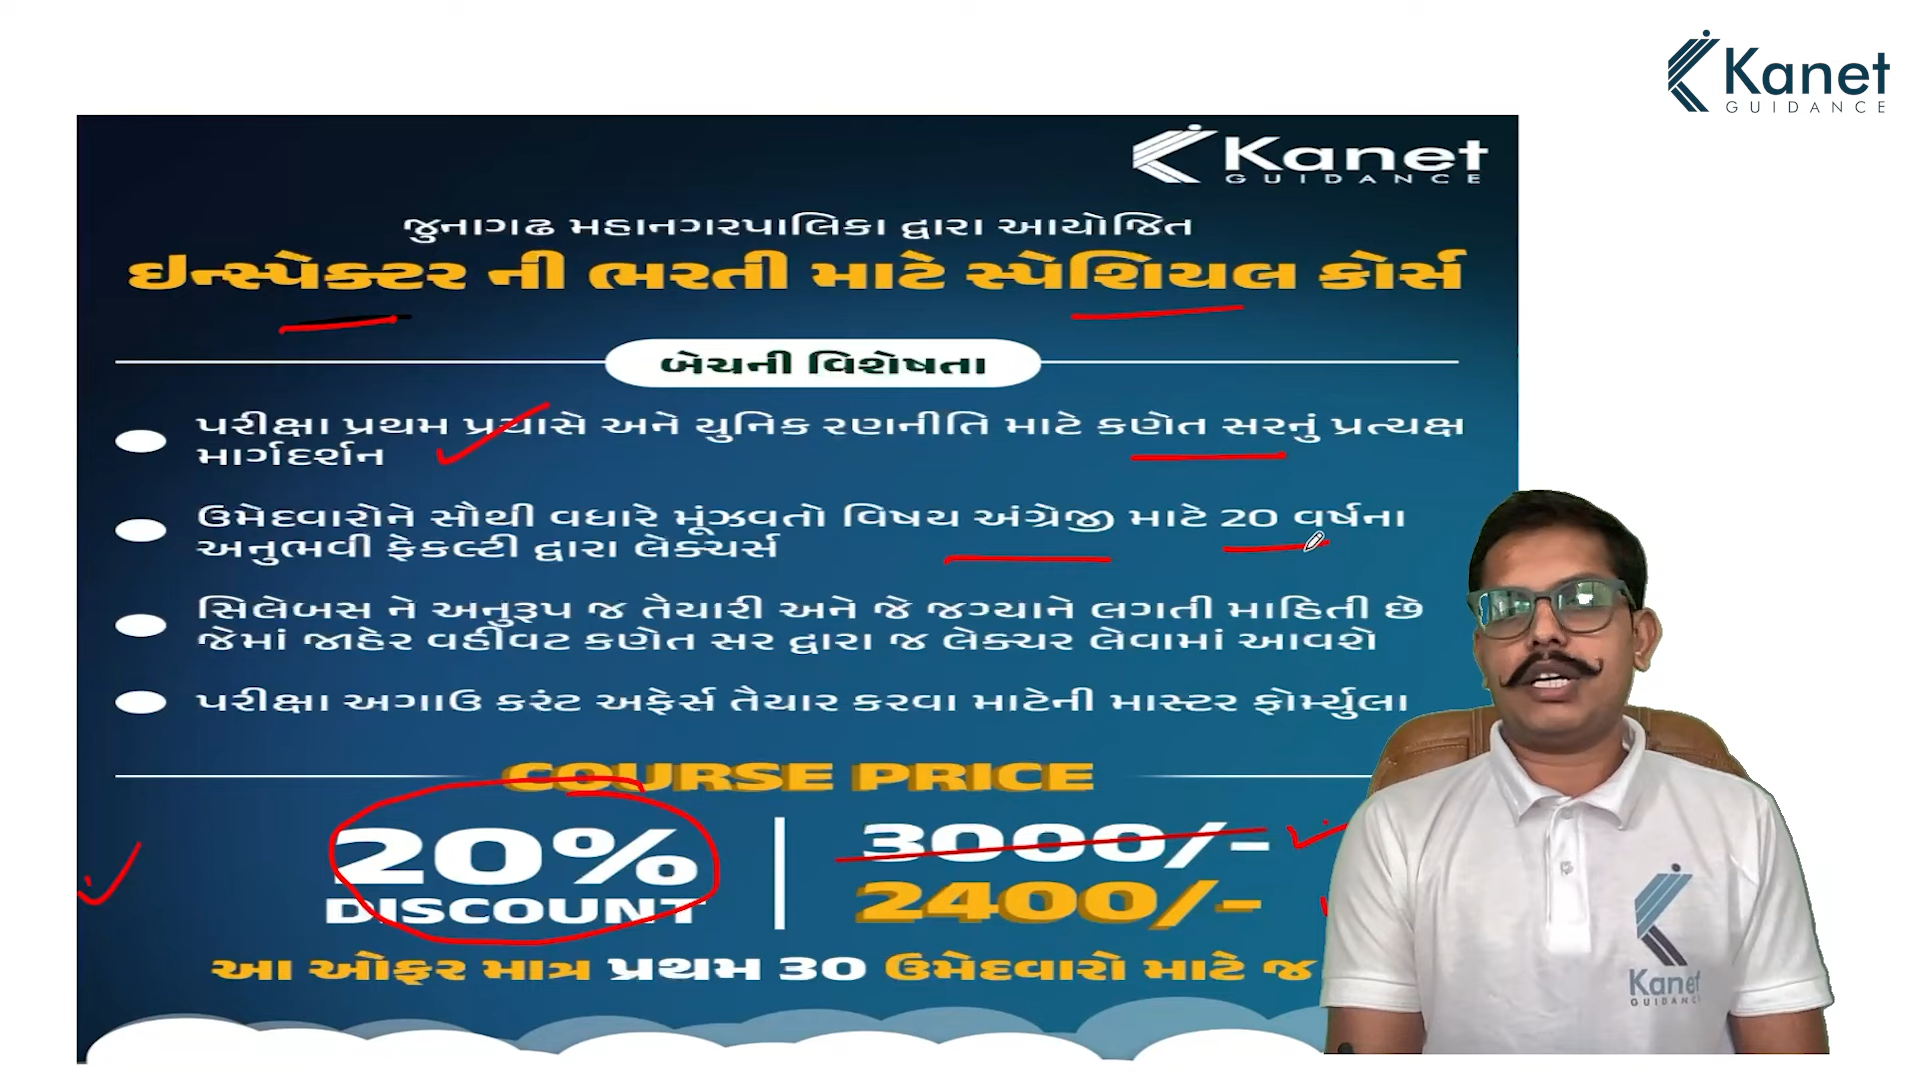 Kanet
GUIDANCE
Kanet
GUIDANCE
જુનાગઢ મહાનગરપાલિકા દ્વારા આયોજિત
ઇન્સ્પેક્ટર ની ભરતી માટે સ્પેશિયલ કોર્સ
બેચની વિશેષતા
પરીક્ષા પ્રથમ પ્રયાસે અને યુનિક રણનીતિ માટે કણેત સરનું પ્રત્યક્ષ
માર્ગદર્શન
ઉમેદવારોને સૌથી વધારે મૂંઝવતો વિષય અંગ્રેજી માટે 20 વર્ષના
અનુભવી ફેકલ્ટી દ્વારા લેક્ચર્સ
સિલેબસ ને અનુરૂપ જ તૈયારી અને જે જગ્યાને લગતી માહિતી છે
જેમાં જાહેર વહીવટ કણેત સર દ્વારા જ લેક્ચર લેવામાં આવશે
પરીક્ષા અગાઉ કરંટ અફેર્સ તૈયાર કરવા માટેની માસ્ટર ફોર્મ્યુલા
COURSE PRICE
20%
DISCOUNT
3000/-
2400/-
આ ઓફર માત્ર પ્રથમ 30 ઉમેદવારો માટે જ
Kanet
GUIDANCE